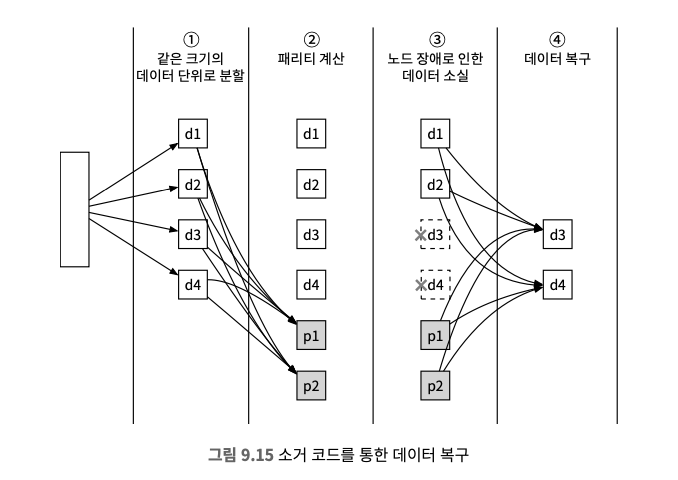 ①
같은 크기의
데이터 단위로 분할
②
패리티 계산
③
노드 장애로 인한
데이터 소실
④
데이터 복구
d1
d2
d3
d4
d1
d2
d3
d4
p1
p2
d1
d2
d3
d4
p1
p2
d3
d4
그림 9.15 소거 코드를 통한 데이터 복구